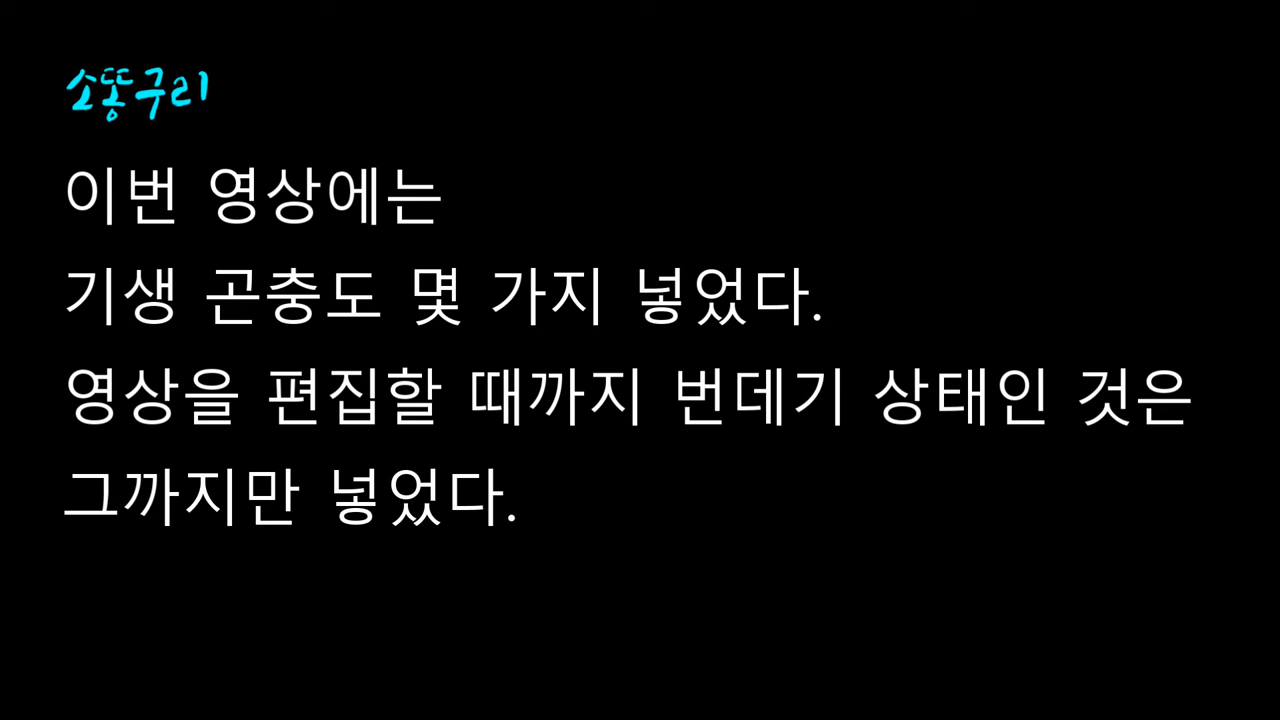 소똥구리
이번 영상에는
기생 곤충도 몇 가지 넣었다.
영상을 편집할 때까지 번데기 상태인 것은
그까지만 넣었다.